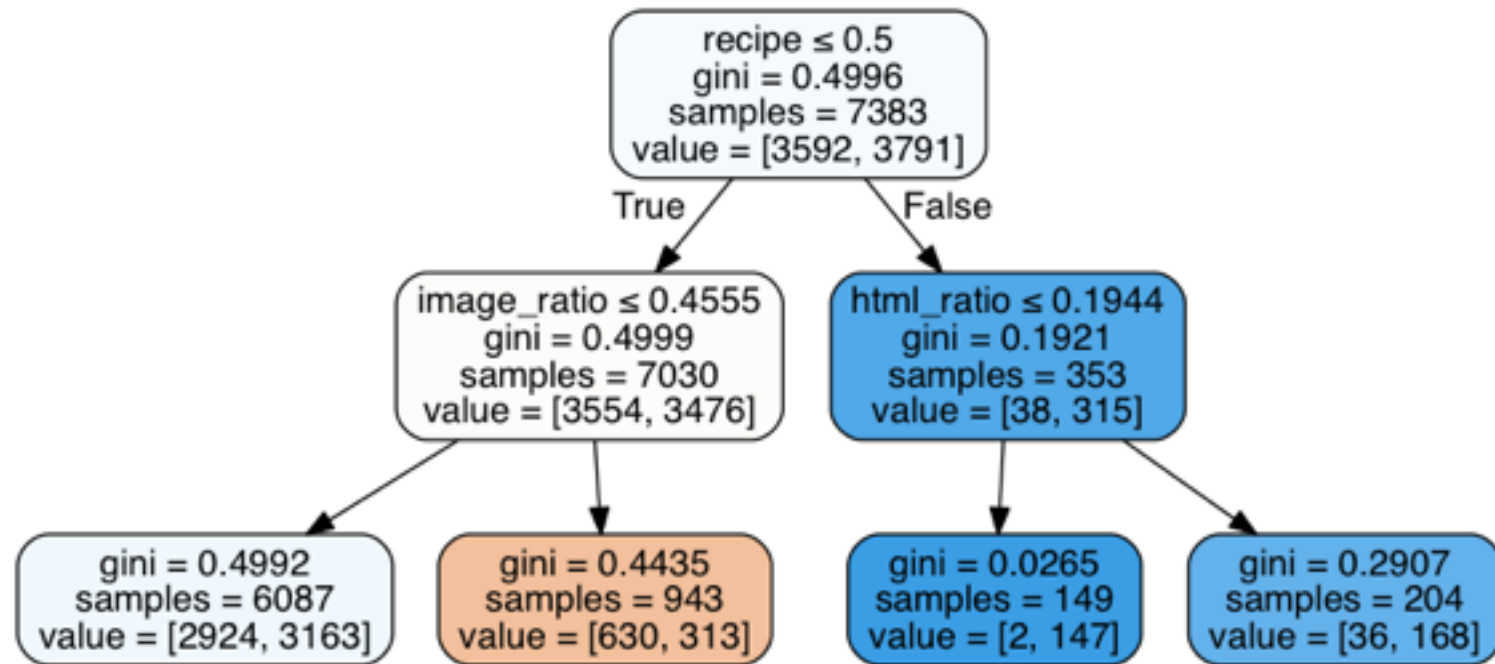 recipe ≤ 0.5
gini = 0.4996
samples = 7383
value = [3592, 3791]
True
False
image_ratio ≤ 0.4555
gini = 0.4999
samples = 7030
value = [3554, 3476]
html_ratio ≤ 0.1944
gini = 0.1921
samples = 353
value = [38, 315]
gini = 0.4992
samples = 6087
value = [2924, 3163]
gini = 0.4435
samples = 943
value = [630, 313]
gini = 0.0265
samples = 149
value = [2, 147]
gini = 0.2907
samples = 204
value = [36, 168]